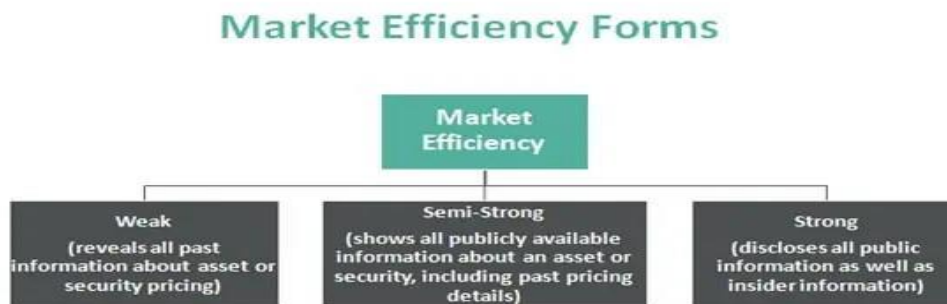 Market Efficiency Forms
Market
Efficiency
Weak
(reveals all past
information about asset or
security pricing)
Semi-Strong
(shows all publicly available
information about an asset or
security, including past pricing
details)
Strong
(discloses all public
information as well as
insider information)